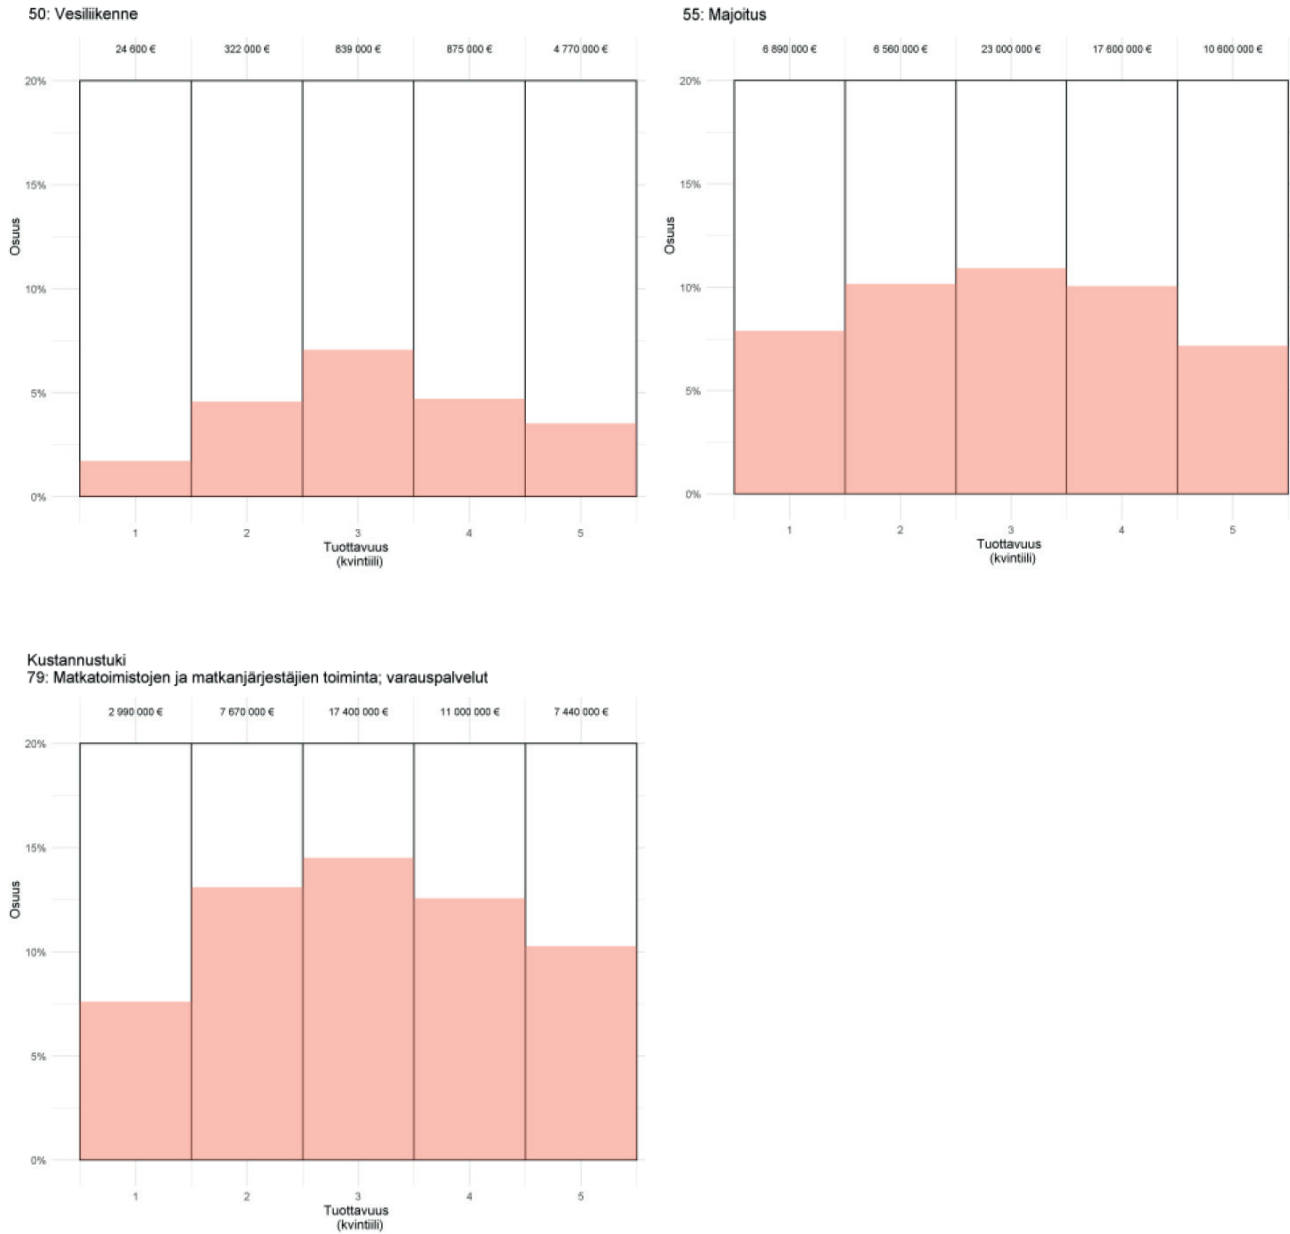 50: Vesiliikenne
24 600 € 322 000 € 839 000 € 875 000 € 4 770 000 €
20%
15%
10%
5%
0%
Osuus
1 2 3 4 5
Tuottavuus
(kvintiili)
55: Majoitus
6 890 000 € 6 560 000 € 23 000 000 € 17 600 000 € 10 600 000 €
20%
15%
10%
5%
0%
Osuus
1 2 3 4 5
Tuottavuus
(kvintiili)
Kustannustuki
79: Matkatoimistojen ja matkanjärjestäjien toiminta; varauspalvelut
2 990 000 € 7 670 000 € 17 400 000 € 11 000 000 € 7 440 000 €
20%
15%
10%
5%
0%
Osuus
1 2 3 4 5
Tuottavuus
(kvintiili)